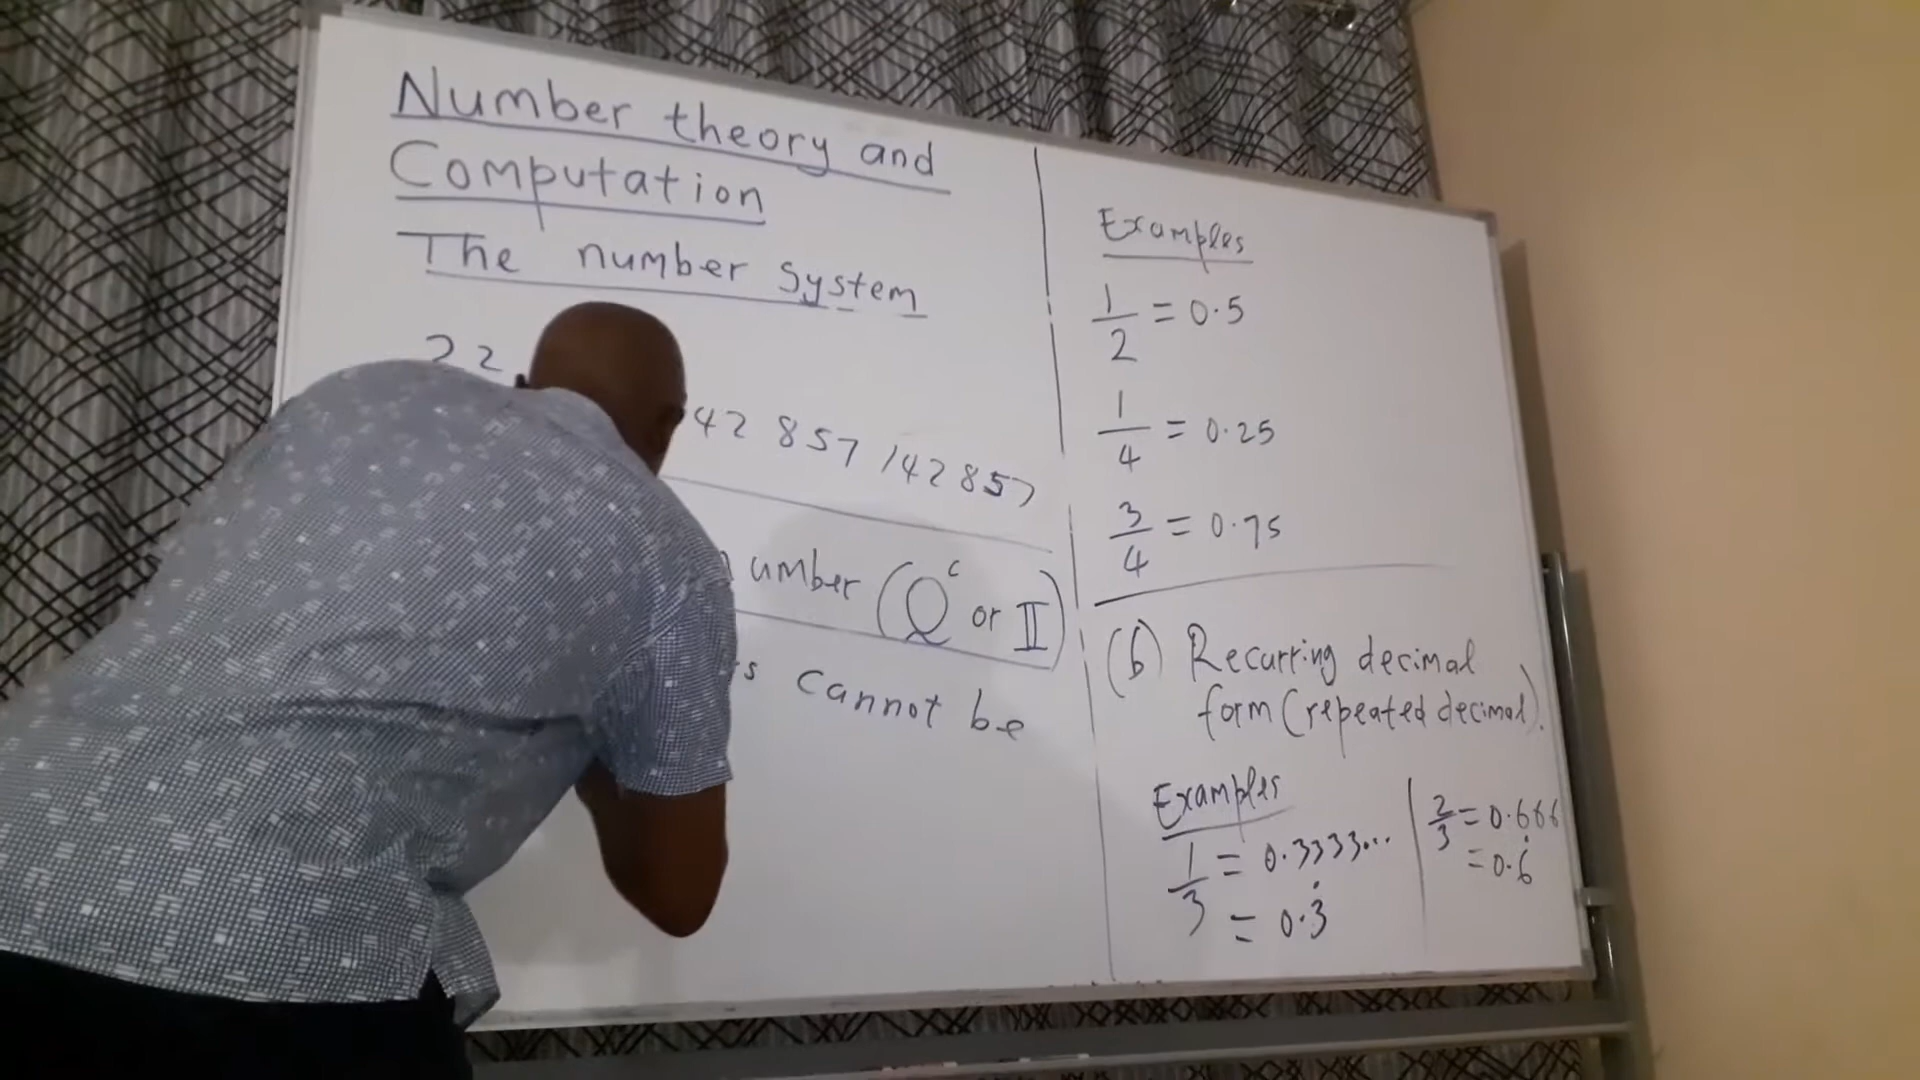 Number theory and
Computation
The number System
22
42 857 142857
umber (Q^c or II)
s cannot be
Examples
1/2 = 0.5
1/4 = 0.25
3/4 = 0.75
(b) Recurring decimal
form (repeated decimal).
Examples
1/3 = 0.3333...
= 0.3̇
2/3 = 0.666
= 0.6̇